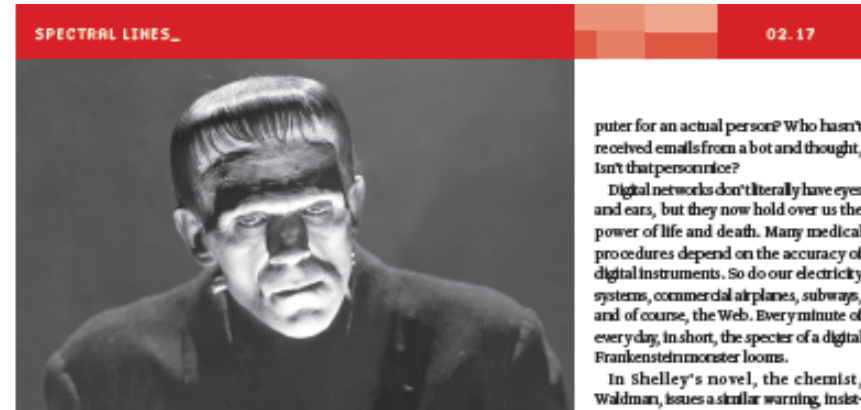 SPECTRAL LINES_
02.17
puter for an actual person? Who hasn't
received emails from a bot and thought,
Isn't that person nice?
Digital networks don't literally have eyes
and ears, but they now hold over us the
power of life and death. Many medical
procedures depend on the accuracy of
digital instruments. So do our electricity
systems, commercial airplanes, subways,
and of course, the Web. Every minute of
every day, in short, the specter of a digital
Frankenstein monster looms.
In Shelley's novel, the chemist,
Waldman, issues a similar warning, insist-